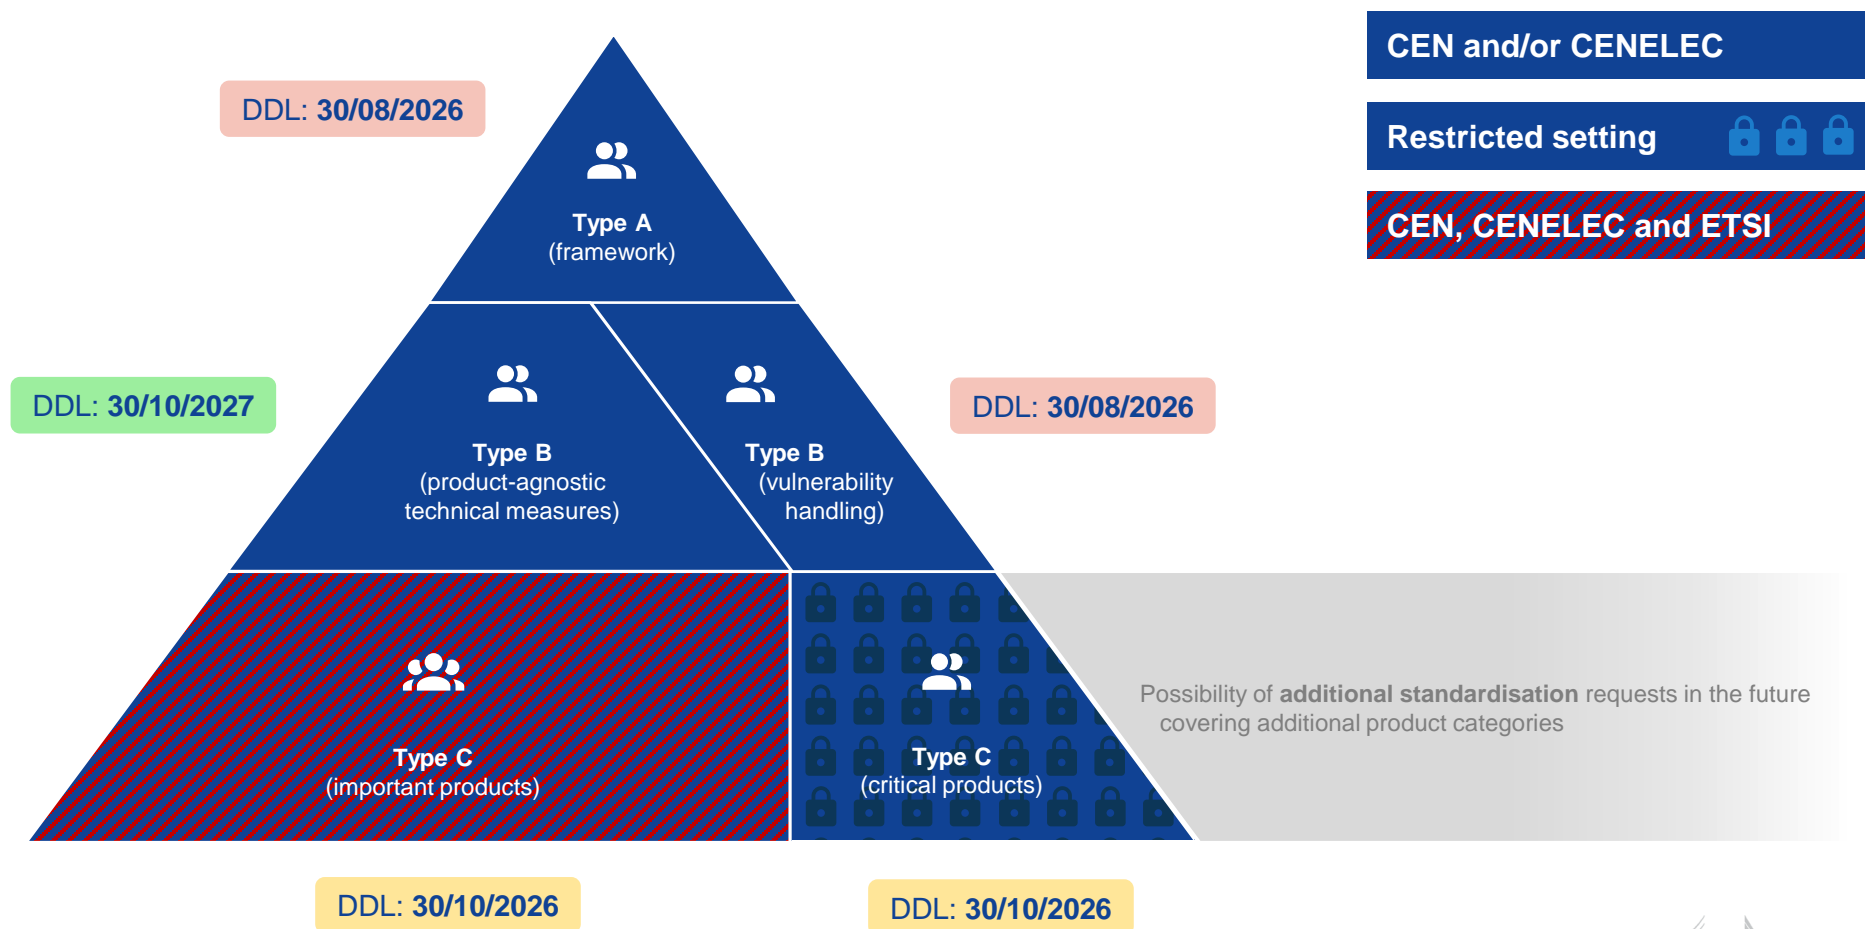 CEN and/or CENELEC
Restricted setting
CEN, CENELEC and ETSI
DDL: 30/08/2026
Type A
(framework)
DDL: 30/10/2027
Type B
(product-agnostic
technical measures)
Type B
(vulnerability
handling)
DDL: 30/08/2026
Type C
(important products)
Type C
(critical products)
Possibility of additional standardisation requests in the future
covering additional product categories
DDL: 30/10/2026
DDL: 30/10/2026